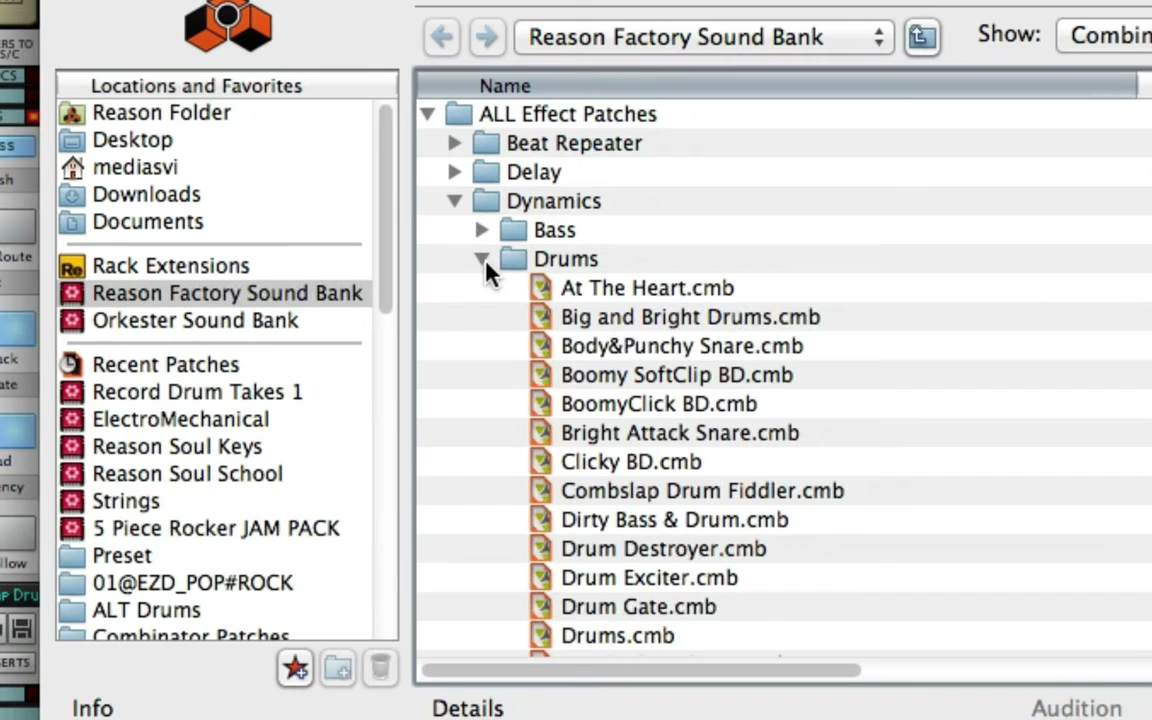 Reason Factory Sound Bank
Show:
Combin
ERS TO
S/C
Locations and Favorites
Reason Folder
Desktop
mediasvi
Downloads
Documents
Rack Extensions
Reason Factory Sound Bank
Orkester Sound Bank
Recent Patches
Record Drum Takes 1
ElectroMechanical
Reason Soul Keys
Reason Soul School
Strings
5 Piece Rocker JAM PACK
Preset
01@EZD_POP#ROCK
ALT Drums
Combinator Patches
Name
ALL Effect Patches
Beat Repeater
Delay
Dynamics
Bass
Drums
At The Heart.cmb
Big and Bright Drums.cmb
Body&Punchy Snare.cmb
Boomy SoftClip BD.cmb
BoomyClick BD.cmb
Bright Attack Snare.cmb
Clicky BD.cmb
Combslap Drum Fiddler.cmb
Dirty Bass & Drum.cmb
Drum Destroyer.cmb
Drum Exciter.cmb
Drum Gate.cmb
Drums.cmb
Info
Details
Audition